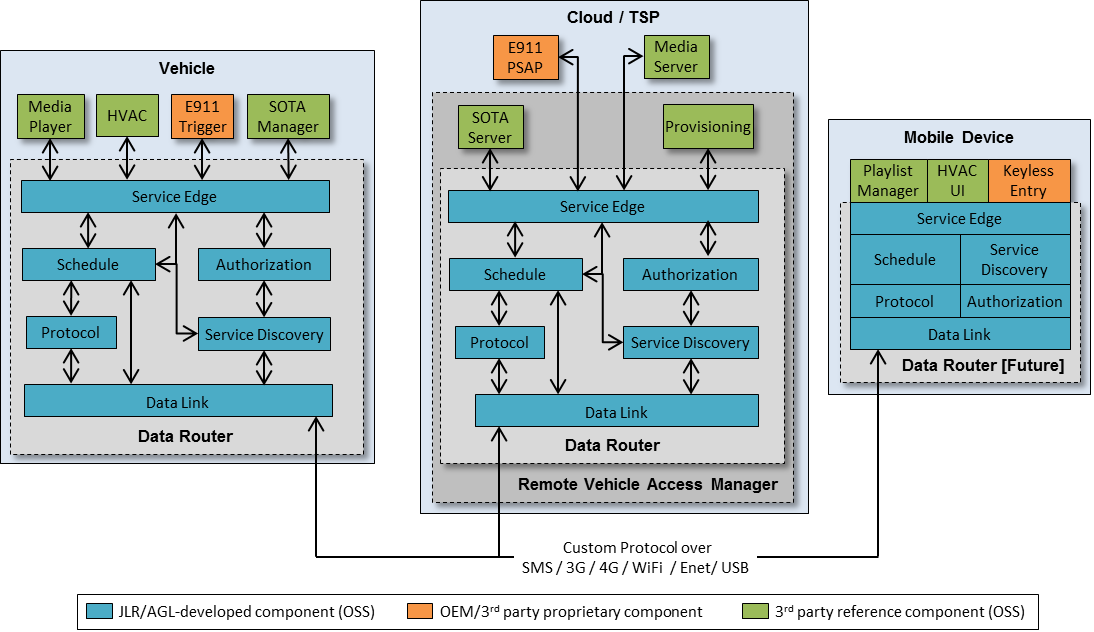 Vehicle
Media
Player
HVAC
E911
Trigger
SOTA
Manager
Service Edge
Schedule
Authorization
Protocol
Service Discovery
Data Link
Data Router
Cloud / TSP
E911
PSAP
Media
Server
SOTA
Server
Provisioning
Service Edge
Schedule
Authorization
Protocol
Service Discovery
Data Link
Data Router
Remote Vehicle Access Manager
Mobile Device
Playlist
Manager
HVAC
UI
Keyless
Entry
Service Edge
Schedule
Service
Discovery
Protocol
Authorization
Data Link
Data Router [Future]
Custom Protocol over
SMS / 3G / 4G / WiFi / Enet/ USB
JLR/AGL-developed component (OSS)
OEM/3rd party proprietary component
3rd party reference component (OSS)